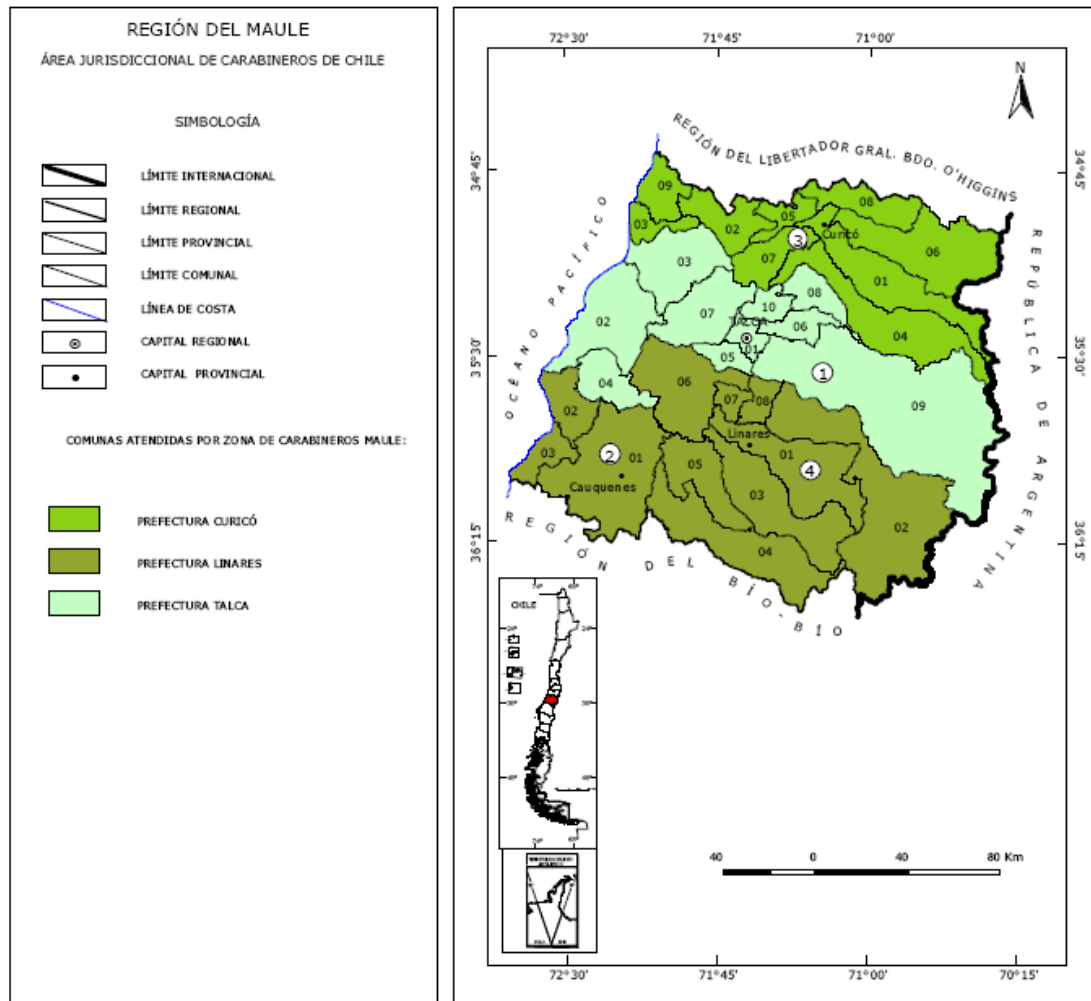 REGIÓN DEL MAULE
ÁREA JURISDICCIONAL DE CARABINEROS DE CHILE
SIMBOLOGÍA
LÍMITE INTERNACIONAL
LÍMITE REGIONAL
LÍMITE PROVINCIAL
LÍMITE COMUNAL
LÍNEA DE COSTA
CAPITAL REGIONAL
CAPITAL PROVINCIAL
COMUNAS ATENDIDAS POR ZONA DE CARABINEROS MAULE:
PREFECTURA CURICÓ
PREFECTURA LINARES
PREFECTURA TALCA
72°30' 71°45' 71°00'
N
REGIÓN DEL LIBERTADOR GRAL. BDO. O'HIGGINS
34°45' 34°45'
OCÉANO PACÍFICO
REPÚBLICA DE ARGENTINA
09
08
03
02
05
Curicó
3
06
07
03
01
08
10
07
TALCA
06
02
04
01
35°30' 35°30'
05
1
04
06
09
07
08
02
Linares
2
01
03
01
05
4
Cauquenes
03
02
04
36°15' 36°15'
REGIÓN DEL BÍO-BÍO
CHILE
40 0 40 80 Km
72°30' 71°45' 71°00' 70°15'